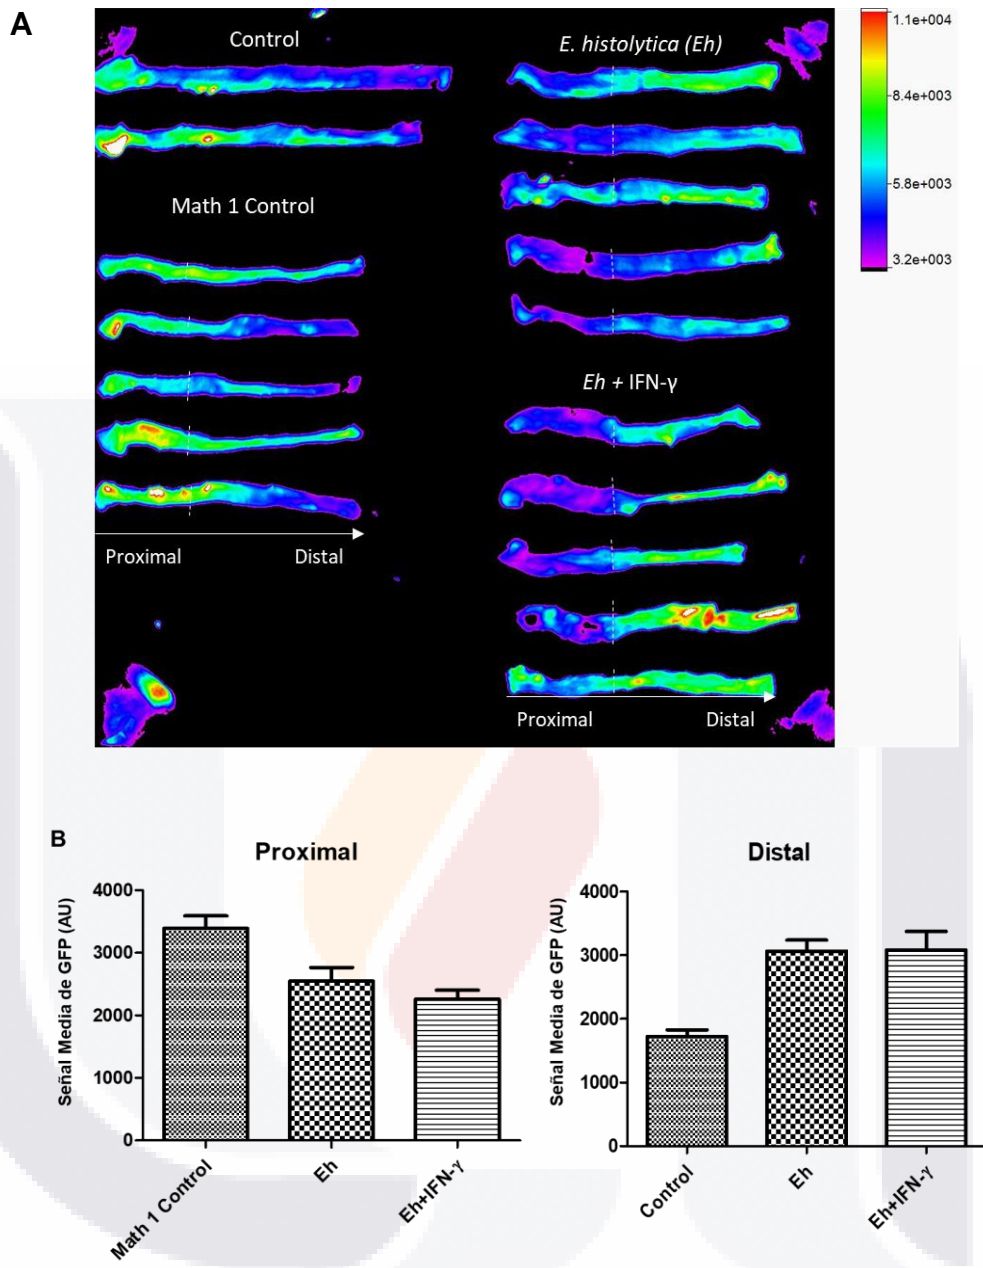 A
Control
E. histolytica (Eh)
1.1e+004
8.4e+003
5.8e+003
3.2e+003
Math 1 Control
Eh + IFN-γ
Proximal Distal
Proximal Distal
B
Proximal
Señal Media de GFP (AU)
4000
3000
2000
1000
0
Math 1 Control
Eh
Eh+IFN-γ
Distal
Señal Media de GFP (AU)
4000
3000
2000
1000
0
Control
Eh
Eh+IFN-γ